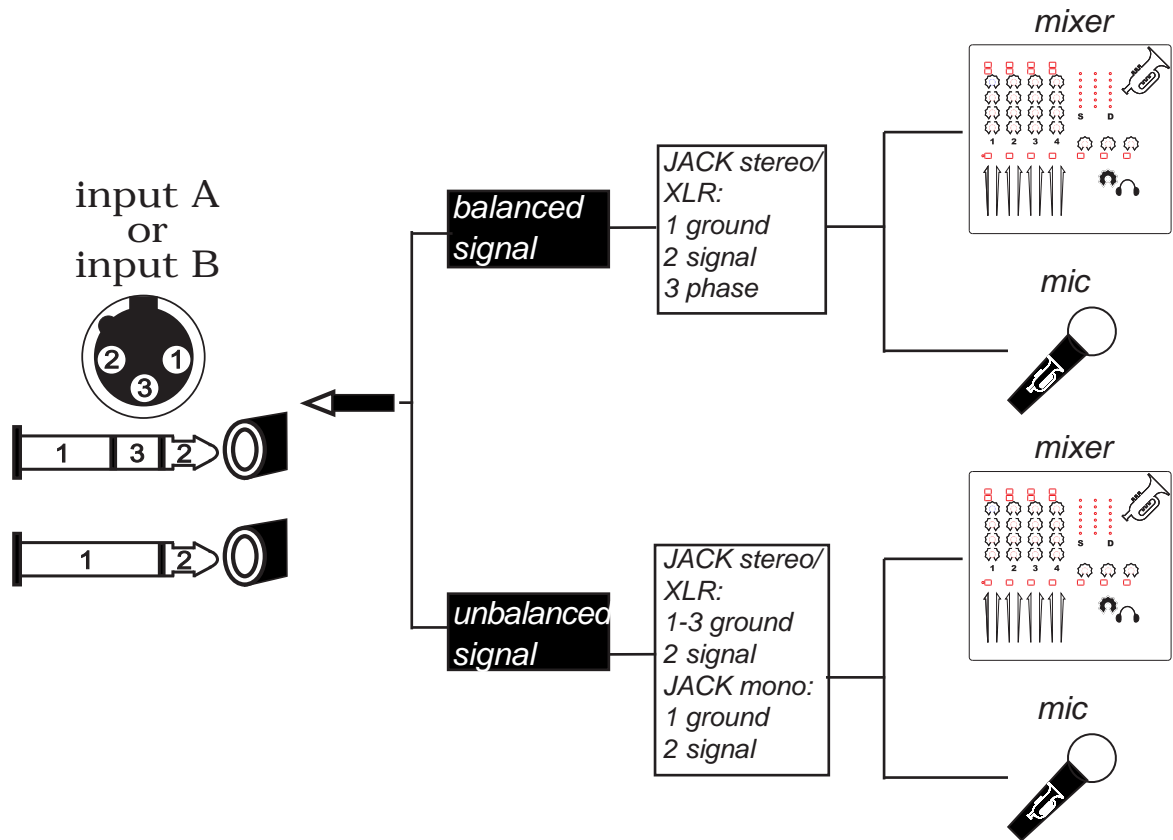 input A
or
input B
2 1
3
1 3 2
1 2
balanced
signal
JACK stereo/
XLR:
1 ground
2 signal
3 phase
mixer
S D
1 2 3 4
mic
unbalanced
signal
JACK stereo/
XLR:
1-3 ground
2 signal
JACK mono:
1 ground
2 signal
mixer
S D
1 2 3 4
mic